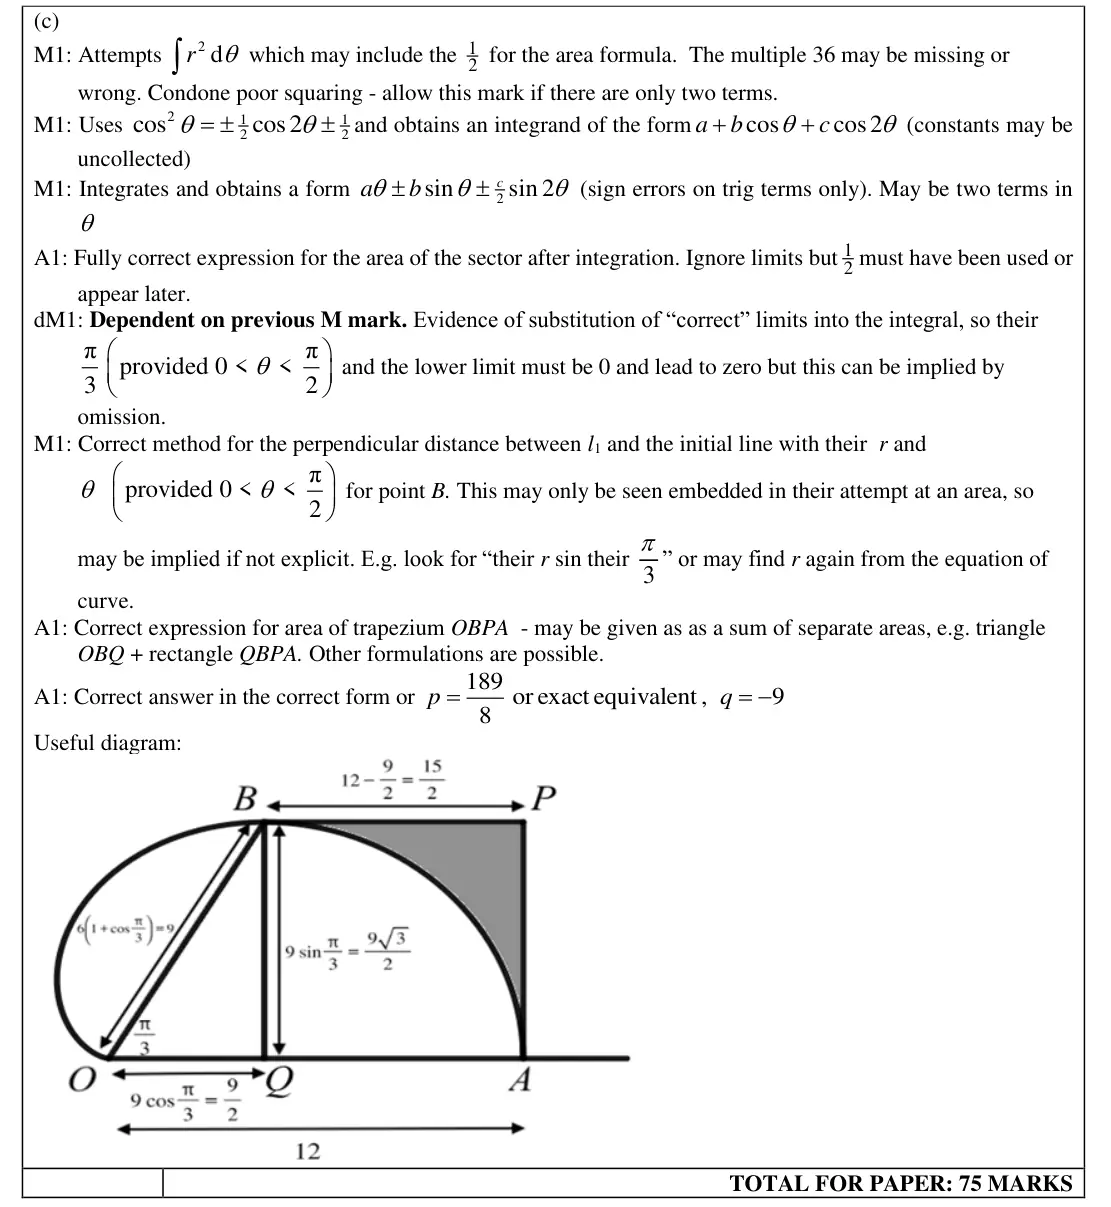 (c)
M1: Attempts ∫ r² dθ which may include the 1/2 for the area formula.  The multiple 36 may be missing or
wrong. Condone poor squaring - allow this mark if there are only two terms.
M1: Uses cos² θ = ± 1/2 cos 2θ ± 1/2 and obtains an integrand of the form a + b cos θ + c cos 2θ (constants may be
uncollected)
M1: Integrates and obtains a form aθ ± b sin θ ± c/2 sin 2θ (sign errors on trig terms only). May be two terms in
θ
A1: Fully correct expression for the area of the sector after integration. Ignore limits but 1/2 must have been used or
appear later.
dM1: Dependent on previous M mark. Evidence of substitution of “correct” limits into the integral, so their
π/3 (provided 0 < θ < π/2) and the lower limit must be 0 and lead to zero but this can be implied by
omission.
M1: Correct method for the perpendicular distance between l₁ and the initial line with their r and
θ (provided 0 < θ < π/2) for point B. This may only be seen embedded in their attempt at an area, so
may be implied if not explicit. E.g. look for “their r sin their π/3” or may find r again from the equation of
curve.
A1: Correct expression for area of trapezium OBPA - may be given as as a sum of separate areas, e.g. triangle
OBQ + rectangle QBPA. Other formulations are possible.
A1: Correct answer in the correct form or p = 189/8 or exact equivalent , q = −9
Useful diagram:
12 − 9/2 = 15/2
B P
6(1 + cos π/3) = 9
9 sin π/3 = 9√3/2
π/3
O Q A
9 cos π/3 = 9/2
12
TOTAL FOR PAPER: 75 MARKS